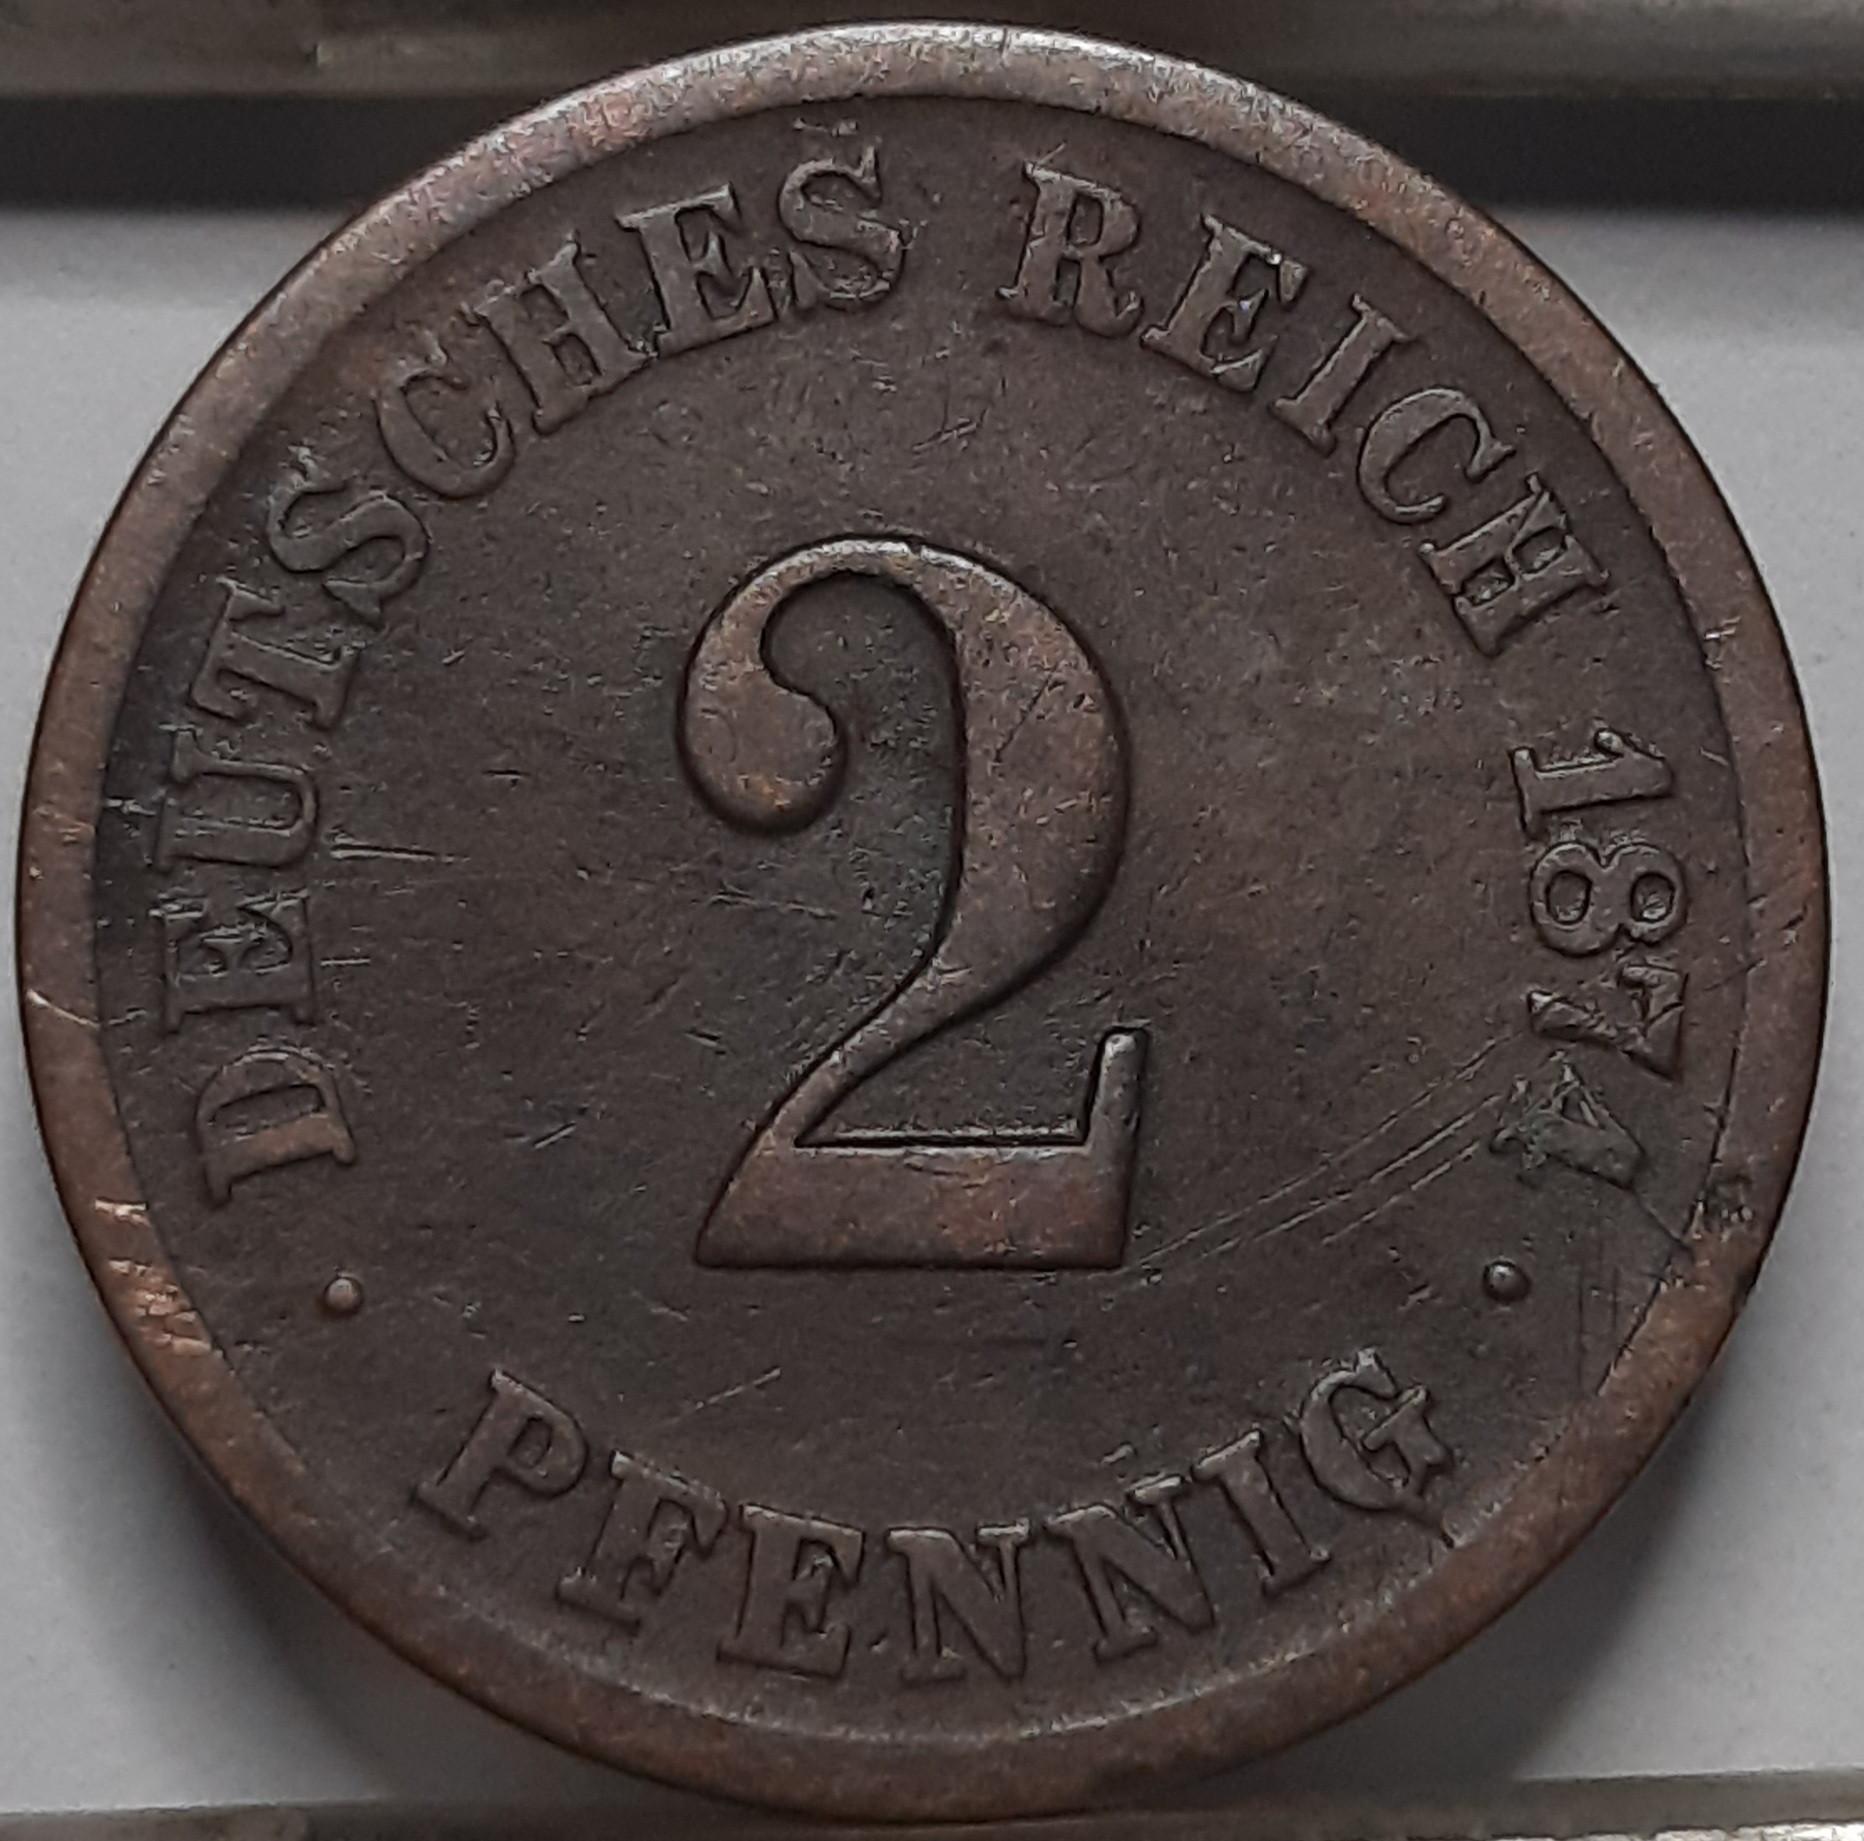 DEUTSCHES REICH 1874
2
PFENNIG